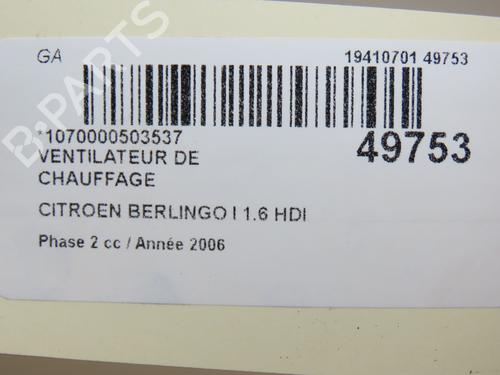 GA
19410701 49753
*1070000503537
49753
VENTILATEUR DE
CHAUFFAGE
CITROEN BERLINGO I 1.6 HDI
Phase 2 cc / Année 2006
B-PARTS